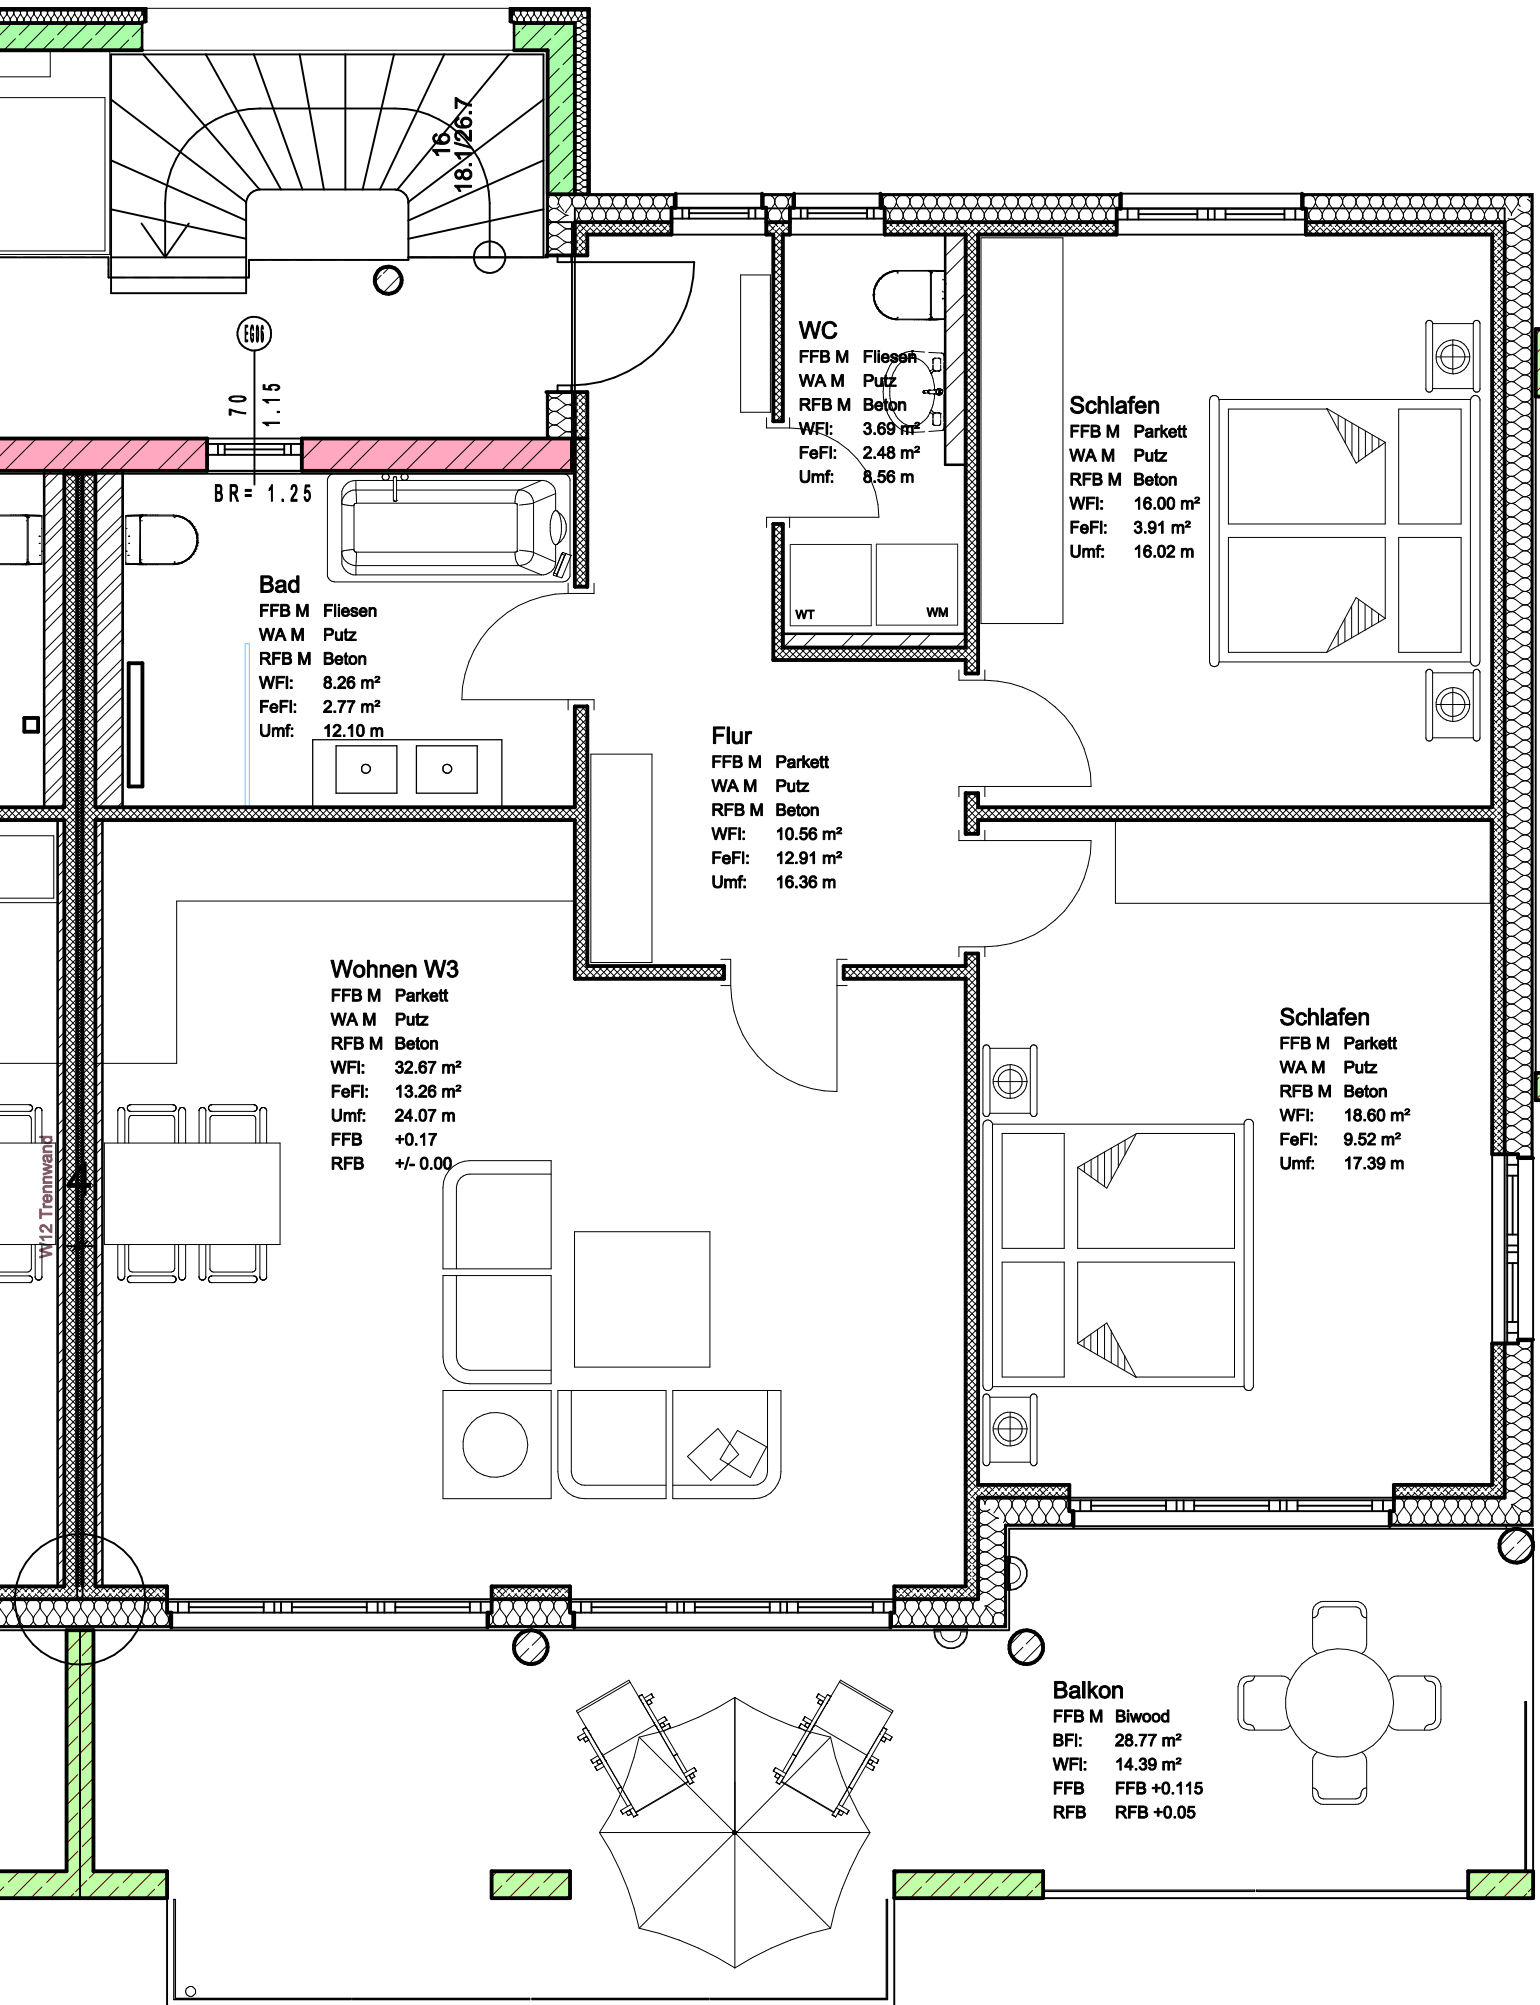 16
18.1/26.7
EG06
70
1.15
BR= 1.25
WC
FFB M Fliesen
WA M Putz
RFB M Beton
WFl: 3.69 m²
FeFl: 2.48 m²
Umf: 8.56 m
WT
WM
Schlafen
FFB M Parkett
WA M Putz
RFB M Beton
WFl: 16.00 m²
FeFl: 3.91 m²
Umf: 16.02 m
Bad
FFB M Fliesen
WA M Putz
RFB M Beton
WFl: 8.26 m²
FeFl: 2.77 m²
Umf: 12.10 m
Flur
FFB M Parkett
WA M Putz
RFB M Beton
WFl: 10.56 m²
FeFl: 12.91 m²
Umf: 16.36 m
Wohnen W3
FFB M Parkett
WA M Putz
RFB M Beton
WFl: 32.67 m²
FeFl: 13.26 m²
Umf: 24.07 m
FFB +0.17
RFB +/- 0.00
Schlafen
FFB M Parkett
WA M Putz
RFB M Beton
WFl: 18.60 m²
FeFl: 9.52 m²
Umf: 17.39 m
W12 Trennwand
4
Balkon
FFB M Biwood
BFl: 28.77 m²
WFl: 14.39 m²
FFB FFB +0.115
RFB RFB +0.05